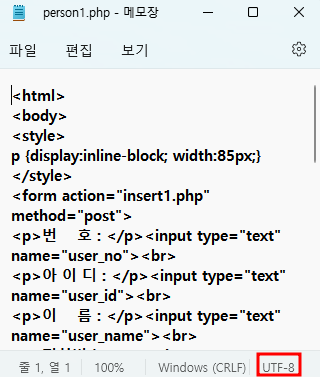 person1.php - 메모장
파일 편집 보기
<html>
<body>
<style>
p {display:inline-block; width:85px;}
</style>
<form action="insert1.php"
method="post">
<p>번 호 : </p><input type="text"
name="user_no"><br>
<p>아 이 디 : </p><input type="text"
name="user_id"><br>
<p>이 름 : </p><input type="text"
name="user_name"><br>
줄 1, 열 1 100% Windows (CRLF) UTF-8